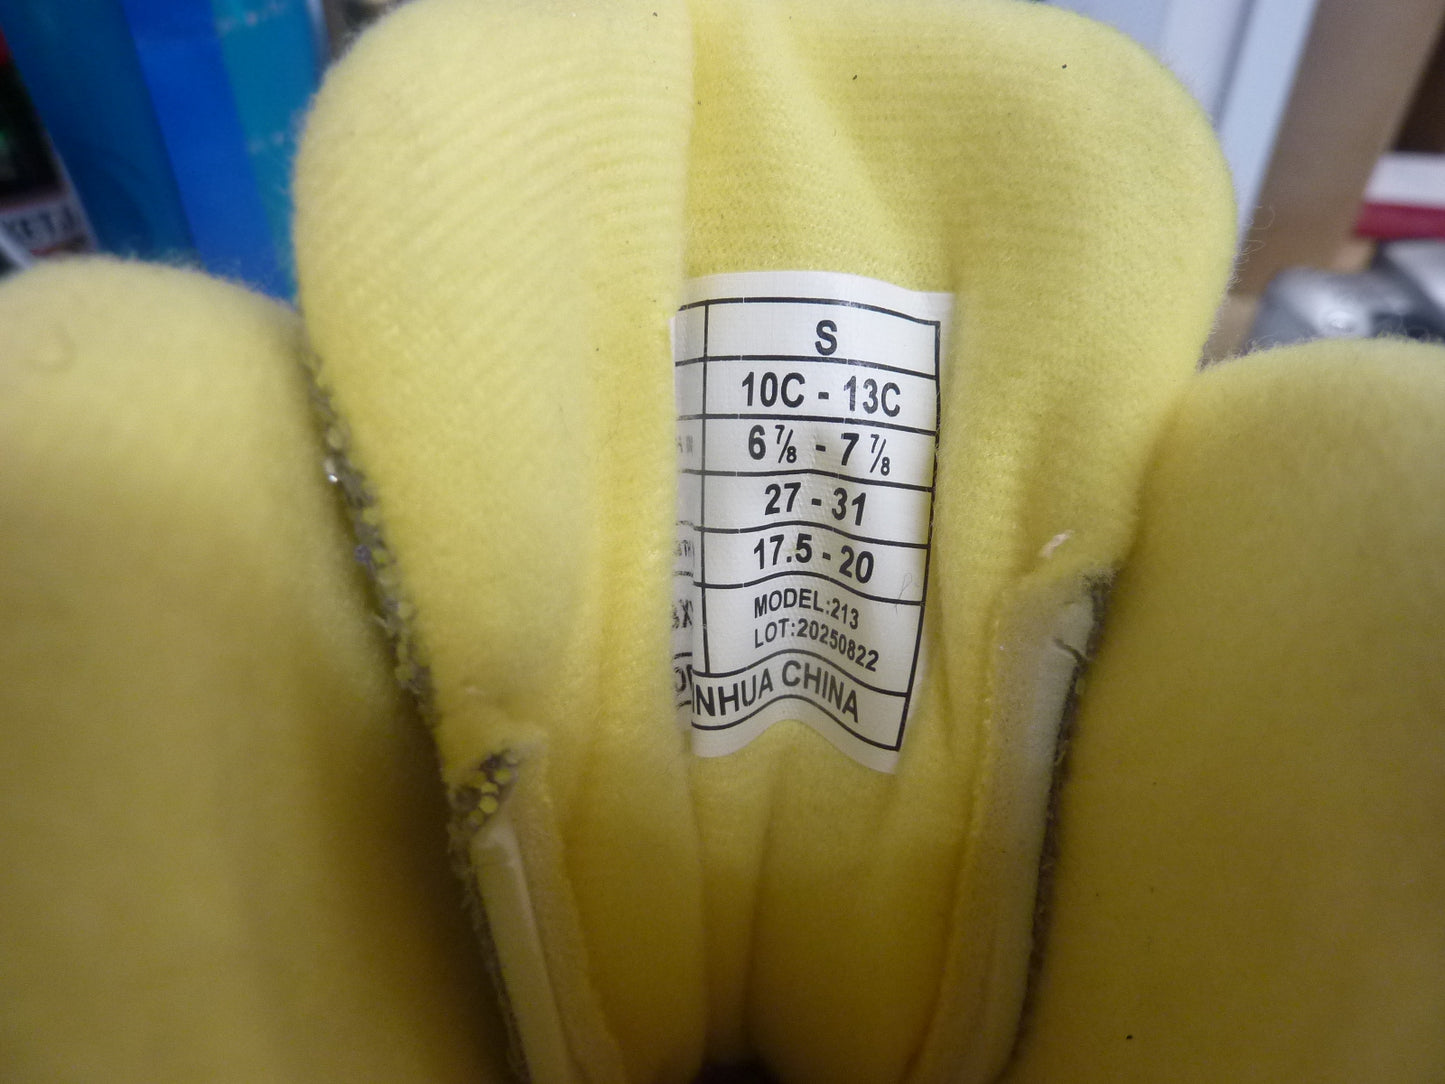 S
10C - 13C
6 ⅞ - 7 ⅞
27 - 31
17.5 - 20
MODEL:213
LOT:20250822
NHUA CHINA